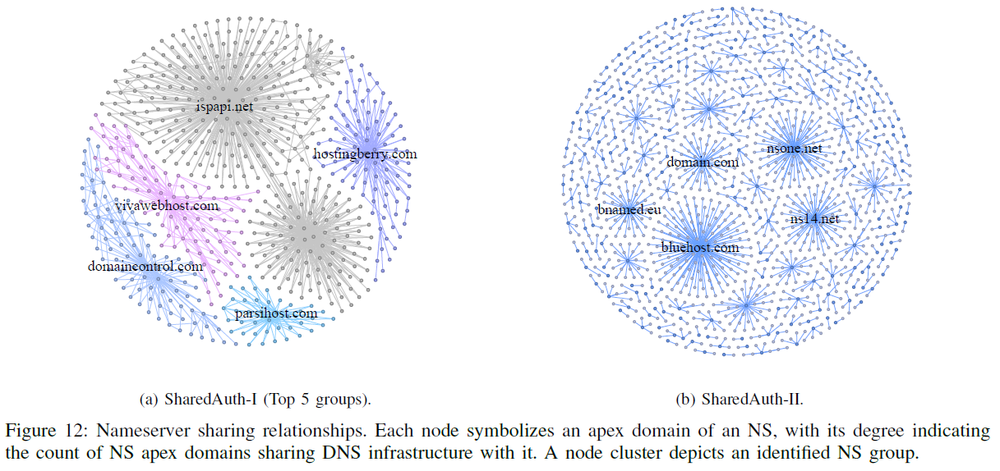 ispapi.net
hostingberry.com
vivawebhost.com
domaincontrol.com
parsihost.com
nsone.net
domain.com
bnamed.eu
ns14.net
bluehost.com
(a) SharedAuth-I (Top 5 groups).
(b) SharedAuth-II.
Figure 12: Nameserver sharing relationships. Each node symbolizes an apex domain of an NS, with its degree indicating
the count of NS apex domains sharing DNS infrastructure with it. A node cluster depicts an identified NS group.